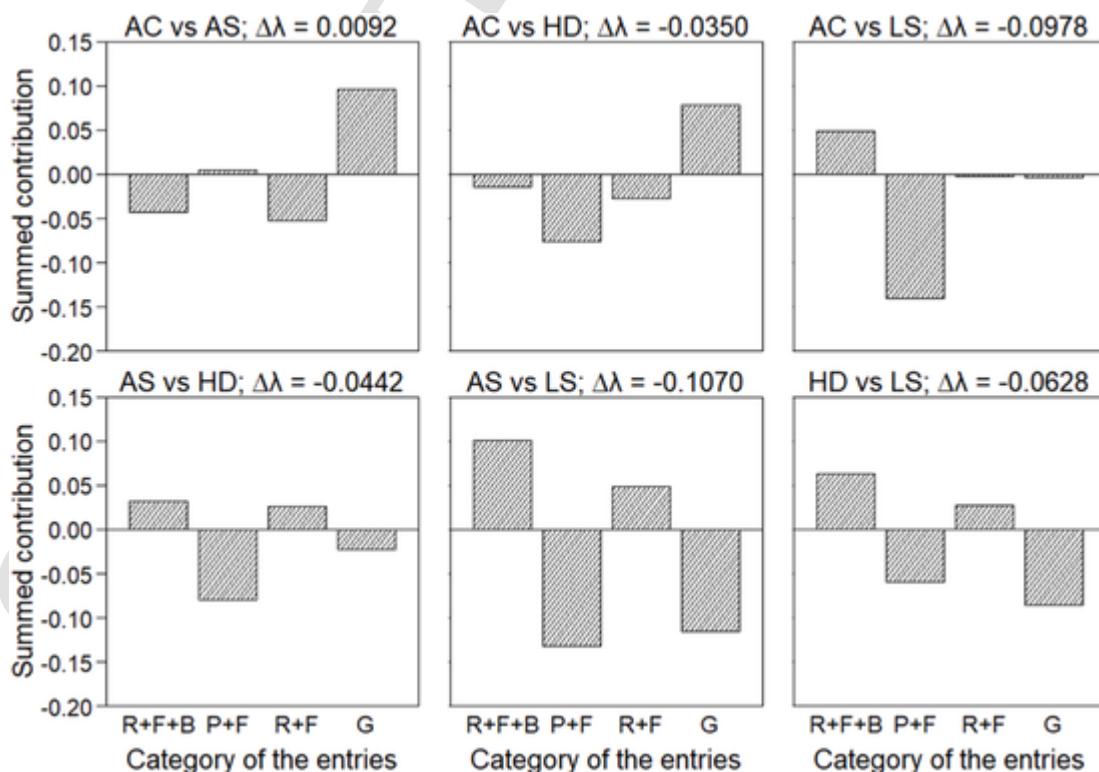 AC vs AS; Δλ = 0.0092
AC vs HD; Δλ = -0.0350
AC vs LS; Δλ = -0.0978
Summed contribution
0.15
0.10
0.05
0.00
-0.05
-0.10
-0.15
-0.20
AS vs HD; Δλ = -0.0442
AS vs LS; Δλ = -0.1070
HD vs LS; Δλ = -0.0628
Summed contribution
0.15
0.10
0.05
0.00
-0.05
-0.10
-0.15
-0.20
R+F+B P+F R+F G
R+F+B P+F R+F G
R+F+B P+F R+F G
Category of the entries
Category of the entries
Category of the entries